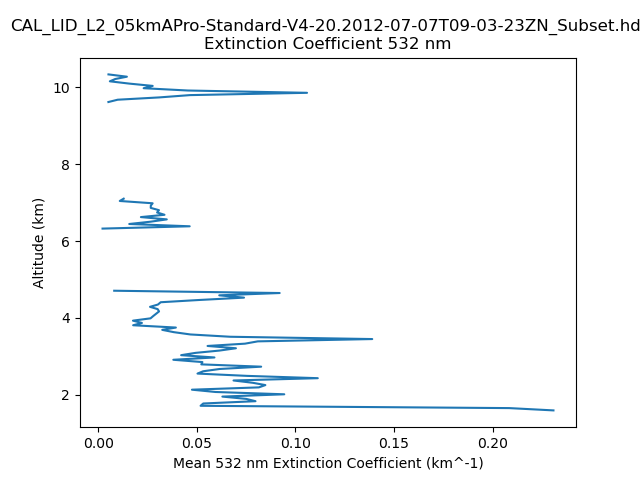 CAL_LID_L2_05kmAPro-Standard-V4-20.2012-07-07T09-03-23ZN_Subset.hd
Extinction Coefficient 532 nm
10
8
6
4
2
Altitude (km)
0.00 0.05 0.10 0.15 0.20
Mean 532 nm Extinction Coefficient (km^-1)